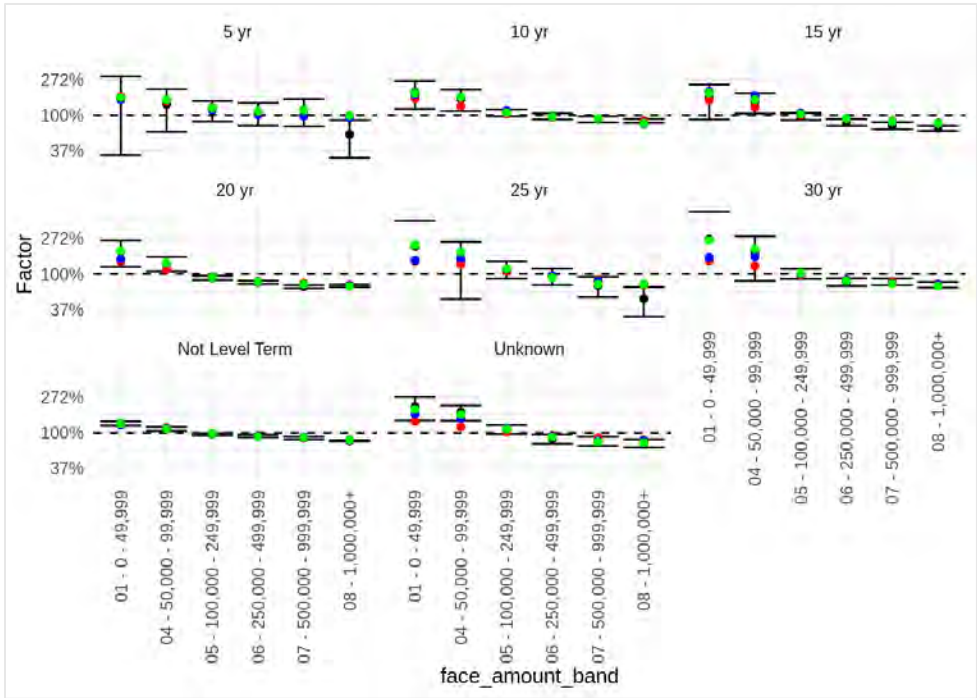 5 yr
10 yr
15 yr
272%
100%
37%
20 yr
25 yr
30 yr
272%
100%
37%
Factor
Not Level Term
Unknown
272%
100%
37%
01 - 0 - 49,999
04 - 50,000 - 99,999
05 - 100,000 - 249,999
06 - 250,000 - 499,999
07 - 500,000 - 999,999
08 - 1,000,000+
01 - 0 - 49,999
04 - 50,000 - 99,999
05 - 100,000 - 249,999
06 - 250,000 - 499,999
07 - 500,000 - 999,999
08 - 1,000,000+
01 - 0 - 49,999
04 - 50,000 - 99,999
05 - 100,000 - 249,999
06 - 250,000 - 499,999
07 - 500,000 - 999,999
08 - 1,000,000+
face_amount_band